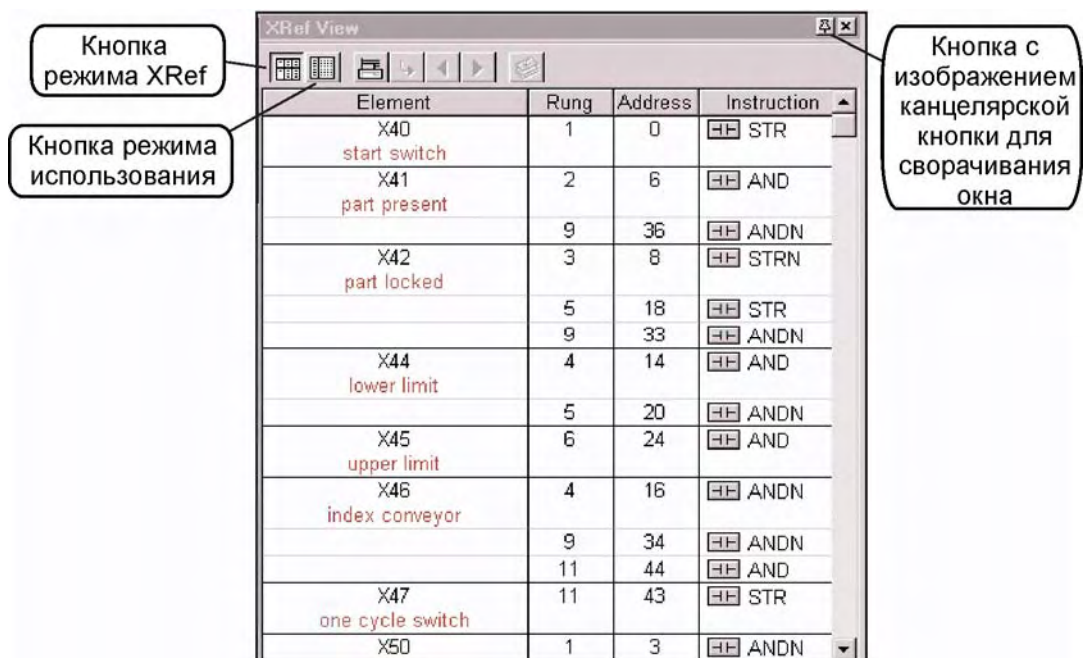 Кнопка
режима XRef
Кнопка режима
использования
XRef View
Кнопка с
изображением
канцелярской
кнопки для
сворачивания
окна
Element Rung Address Instruction
X40 1 0 STR
start switch
X41 2 6 AND
part present
9 36 ANDN
X42 3 8 STRN
part locked
5 18 STR
9 33 ANDN
X44 4 14 AND
lower limit
5 20 ANDN
X45 6 24 AND
upper limit
X46 4 16 ANDN
index conveyor
9 34 ANDN
11 44 AND
X47 11 43 STR
one cycle switch
X50 1 3 ANDN